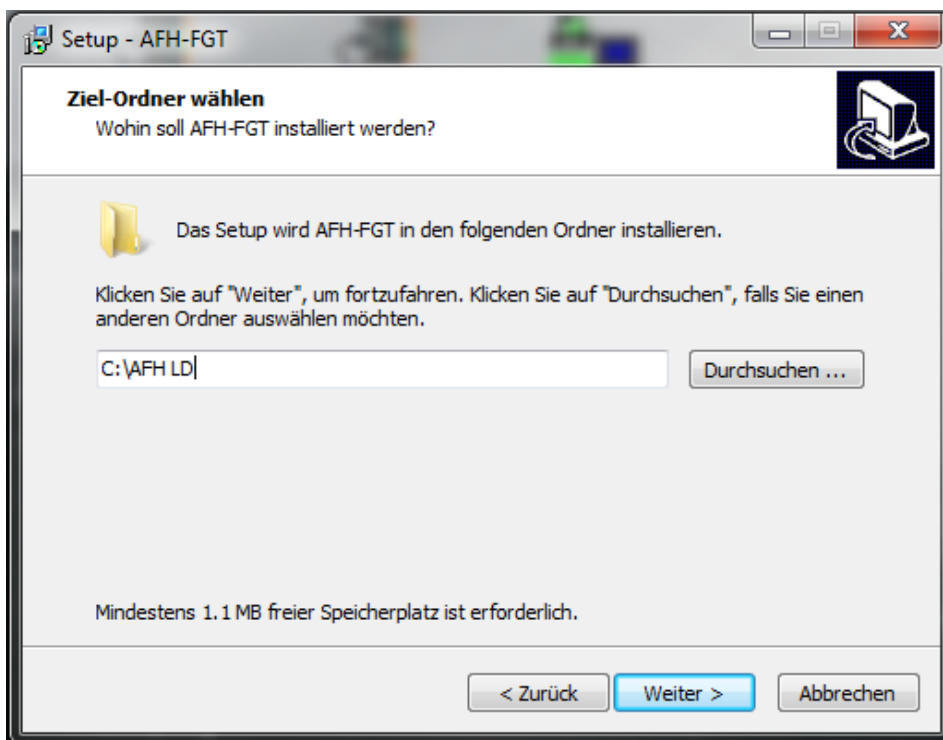 Setup - AFH-FGT
Ziel-Ordner wählen
Wohin soll AFH-FGT installiert werden?
Das Setup wird AFH-FGT in den folgenden Ordner installieren.
Klicken Sie auf "Weiter", um fortzufahren. Klicken Sie auf "Durchsuchen", falls Sie einen
anderen Ordner auswählen möchten.
C:\AFH LD
Durchsuchen ...
Mindestens 1.1 MB freier Speicherplatz ist erforderlich.
< Zurück
Weiter >
Abbrechen